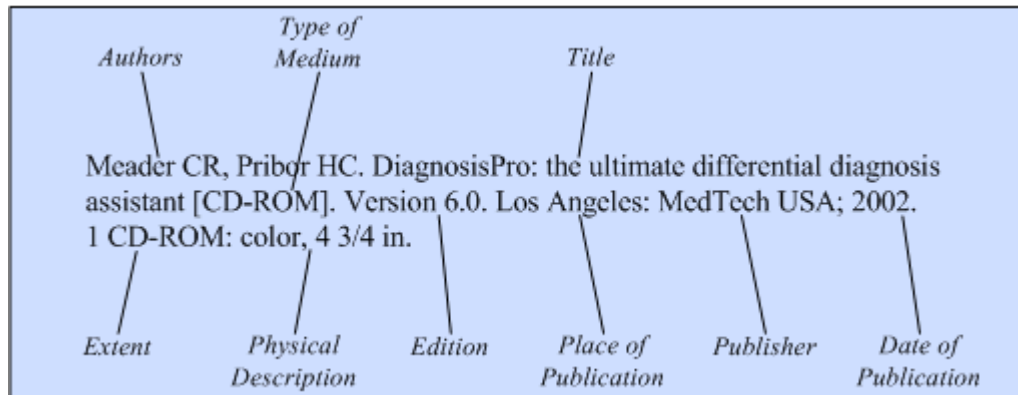 Type of
Authors Medium Title
Meader CR, Pribor HC. DiagnosisPro: the ultimate differential diagnosis
assistant [CD-ROM]. Version 6.0. Los Angeles: MedTech USA; 2002.
1 CD-ROM: color, 4 3/4 in.
Extent Physical Edition Place of Publisher Date of
Description Publication Publication